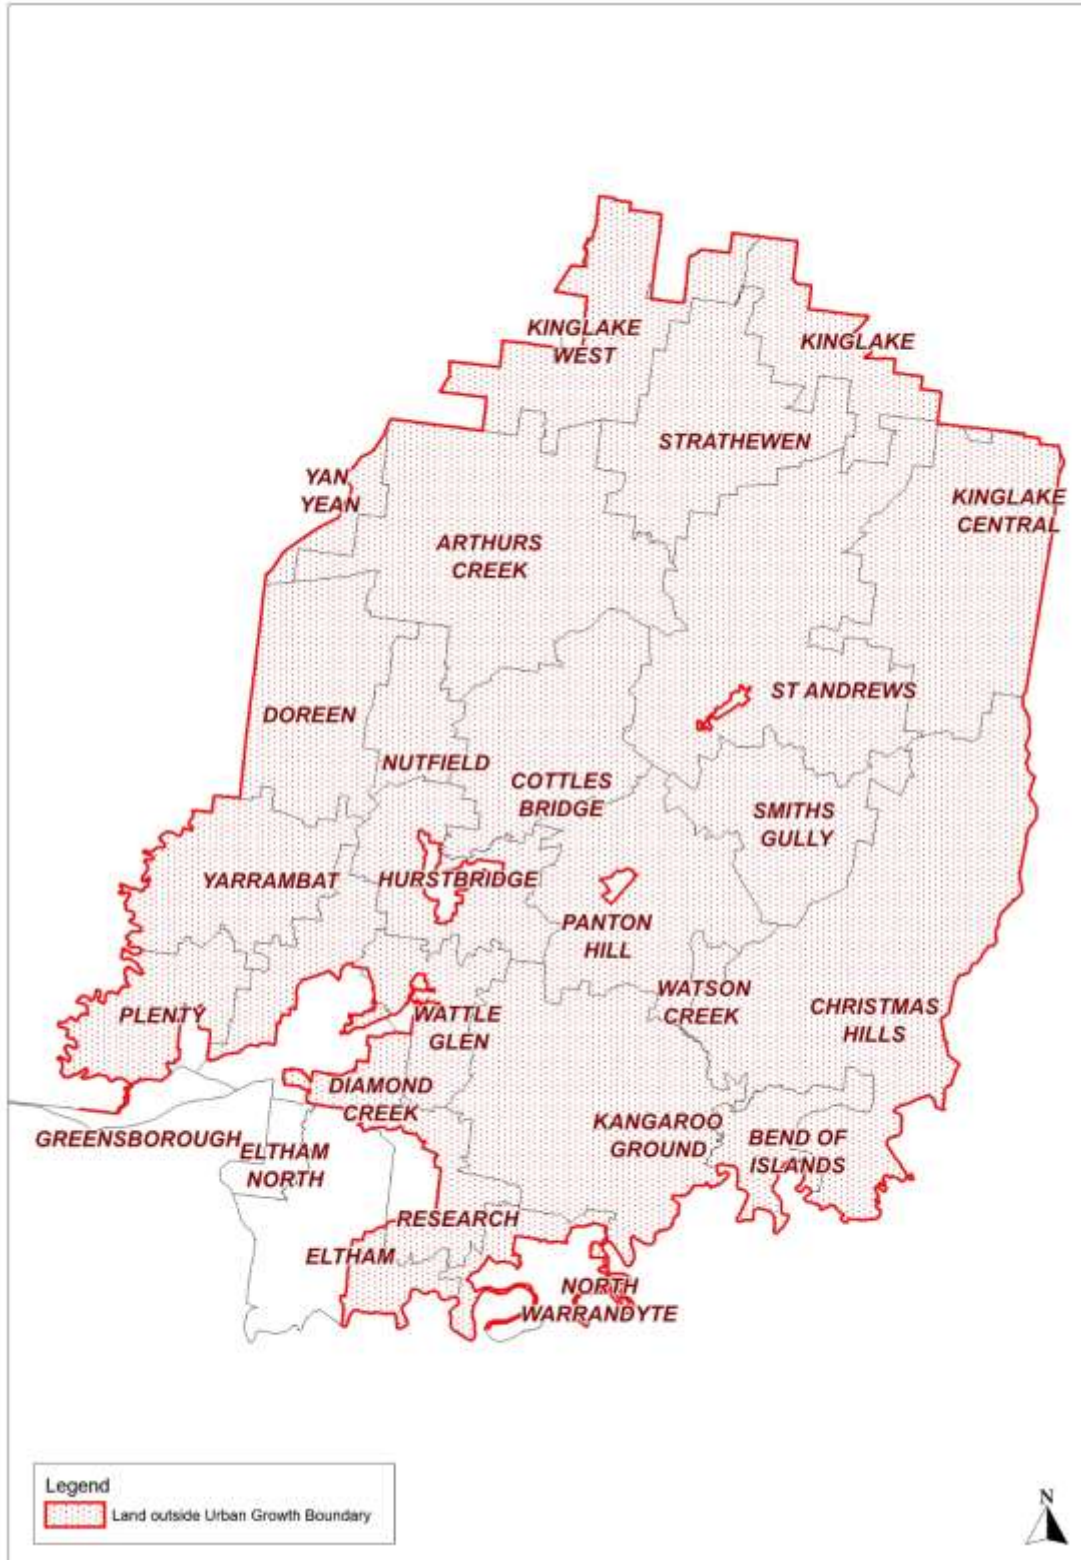 KINGLAKE
WEST
KINGLAKE
STRATHEWEN
YAN
YEAN
KINGLAKE
CENTRAL
ARTHURS
CREEK
ST ANDREWS
DOREEN
NUTFIELD
COTTLES
BRIDGE
SMITHS
GULLY
YARRAMBAT
HURSTBRIDGE
PANTON
HILL
WATSON
CREEK
PLENTY
WATTLE
GLEN
CHRISTMAS
HILLS
DIAMOND
CREEK
KANGAROO
GROUND
GREENSBOROUGH
ELTHAM
NORTH
BEND OF
ISLANDS
RESEARCH
ELTHAM
NORTH
WARRANDYTE
Legend
Land outside Urban Growth Boundary
N